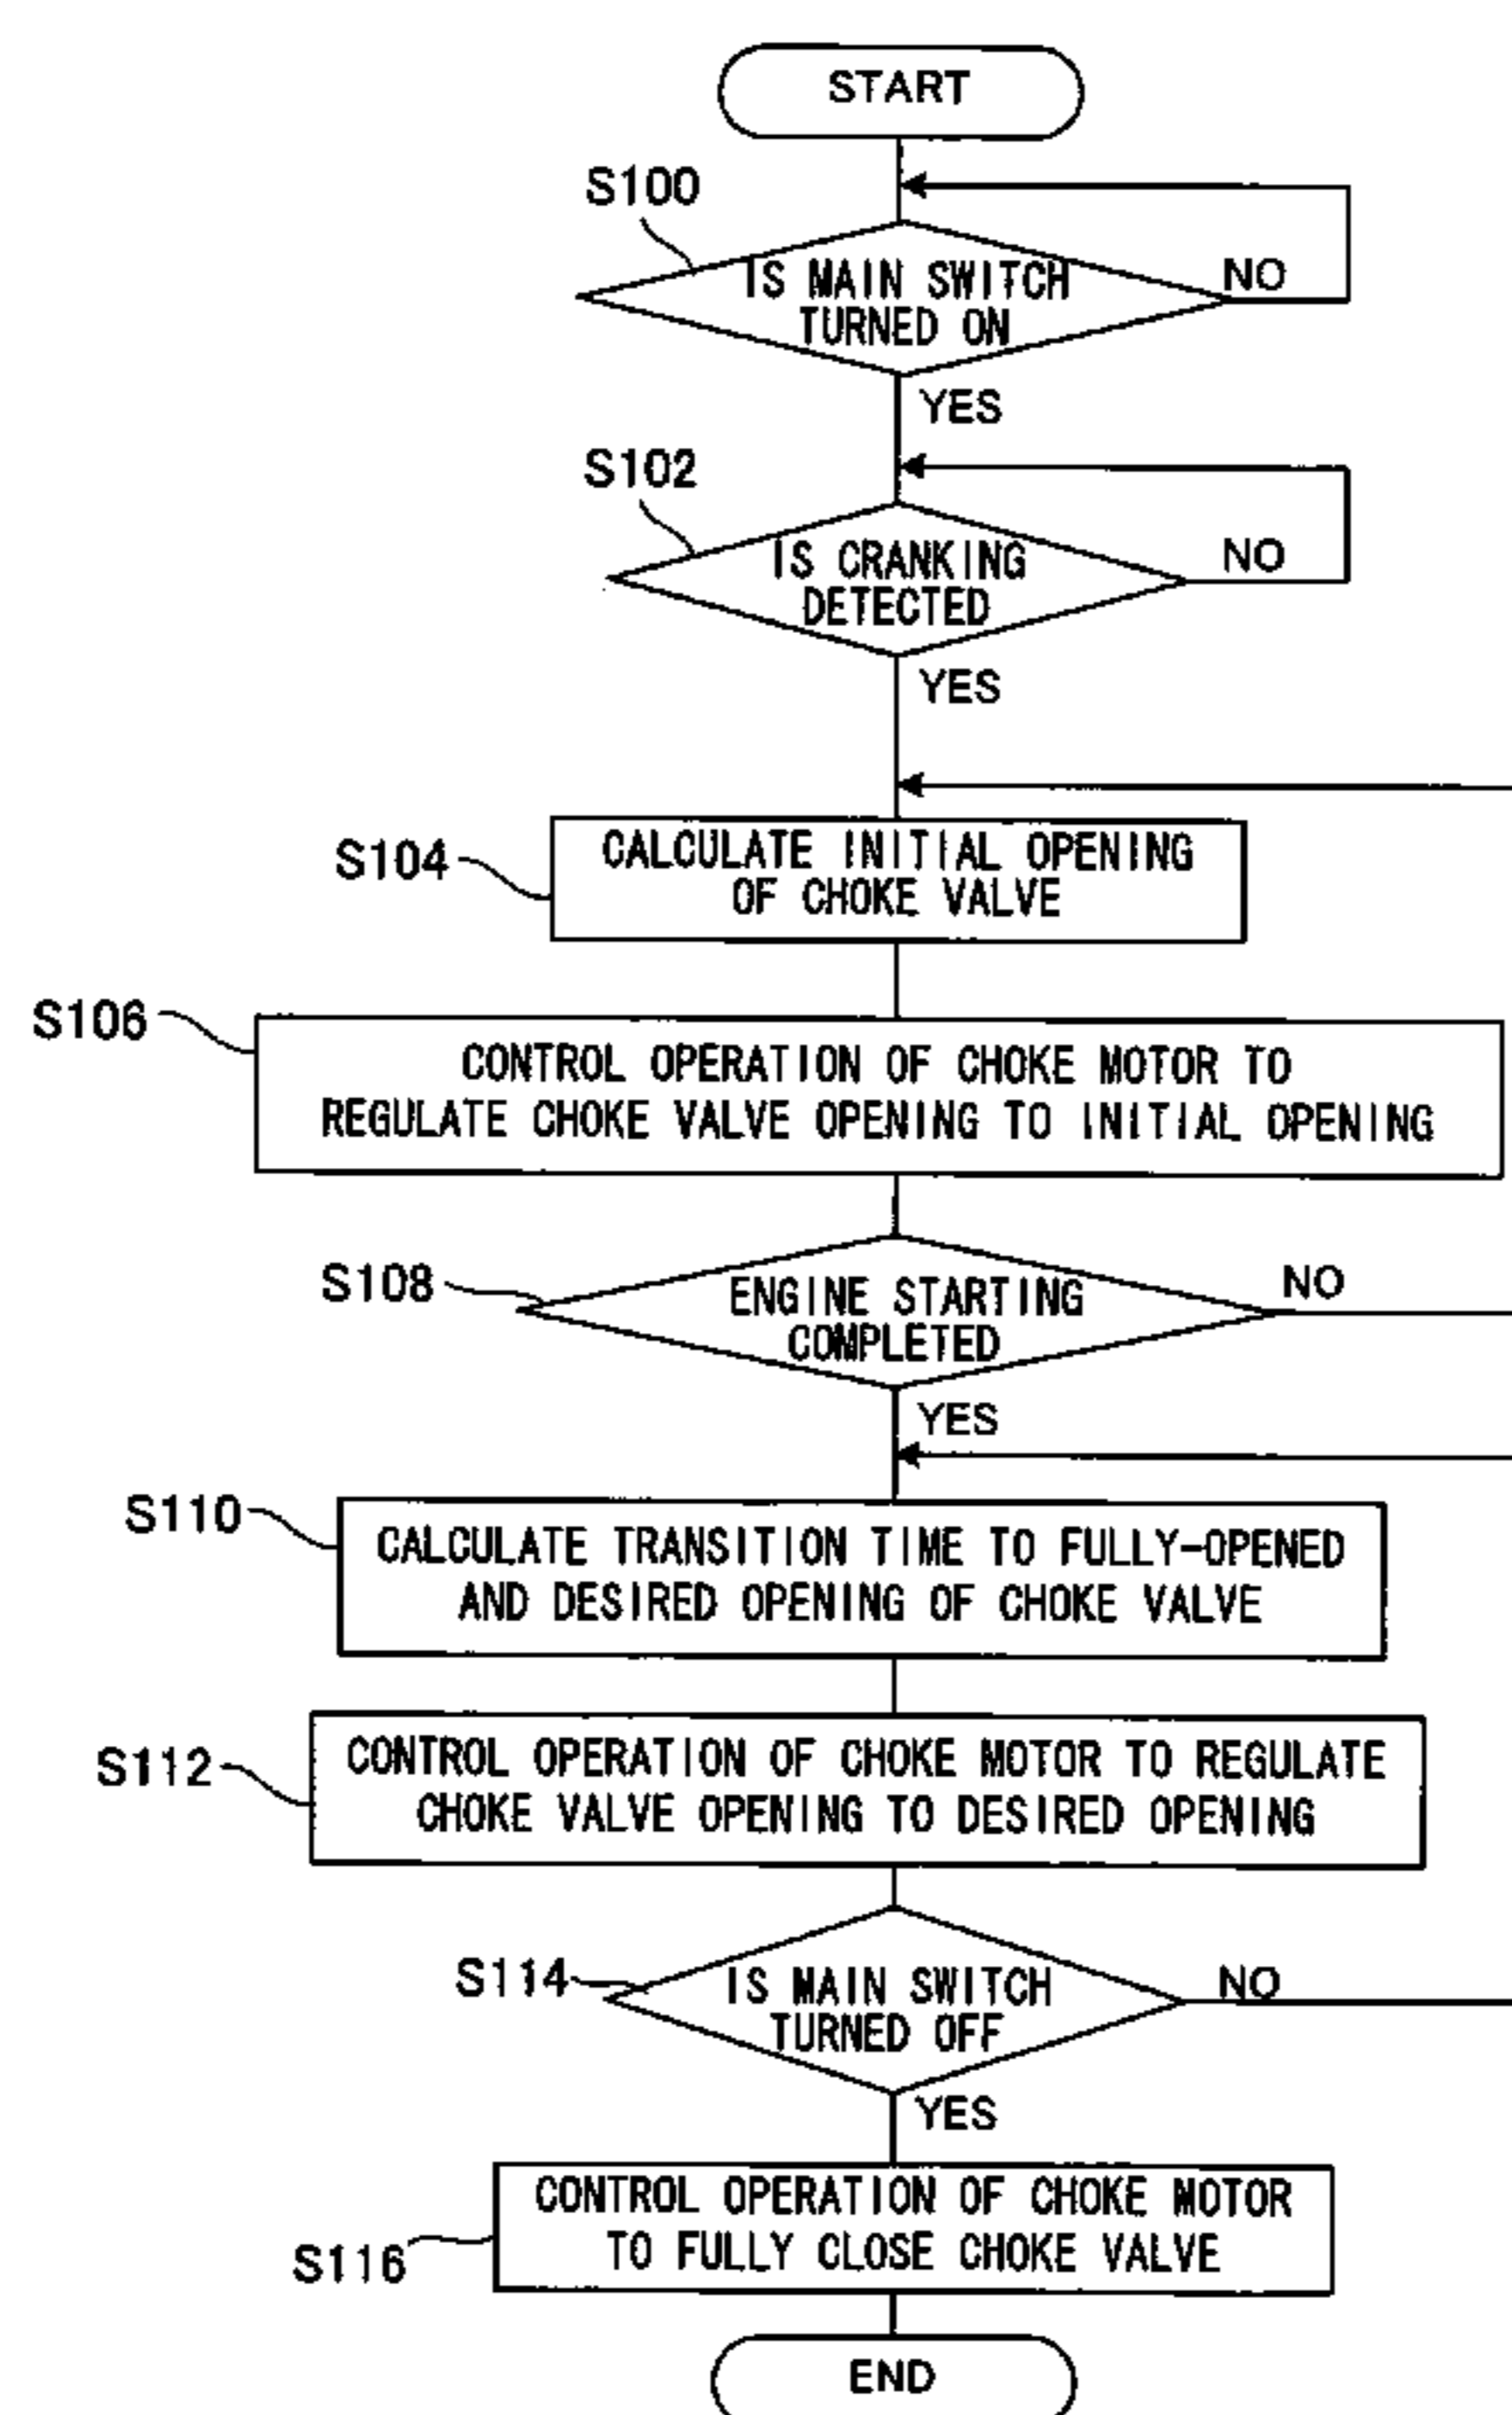 START
S100
IS MAIN SWITCH
TURNED ON
NO
YES
S102
IS CRANKING
DETECTED
NO
YES
S104
CALCULATE INITIAL OPENING
OF CHOKE VALVE
S106
CONTROL OPERATION OF CHOKE MOTOR TO
REGULATE CHOKE VALVE OPENING TO INITIAL OPENING
S108
ENGINE STARTING
COMPLETED
NO
YES
S110
CALCULATE TRANSITION TIME TO FULLY-OPENED
AND DESIRED OPENING OF CHOKE VALVE
S112
CONTROL OPERATION OF CHOKE MOTOR TO REGULATE
CHOKE VALVE OPENING TO DESIRED OPENING
S114
IS MAIN SWITCH
TURNED OFF
NO
YES
S116
CONTROL OPERATION OF CHOKE MOTOR
TO FULLY CLOSE CHOKE VALVE
END